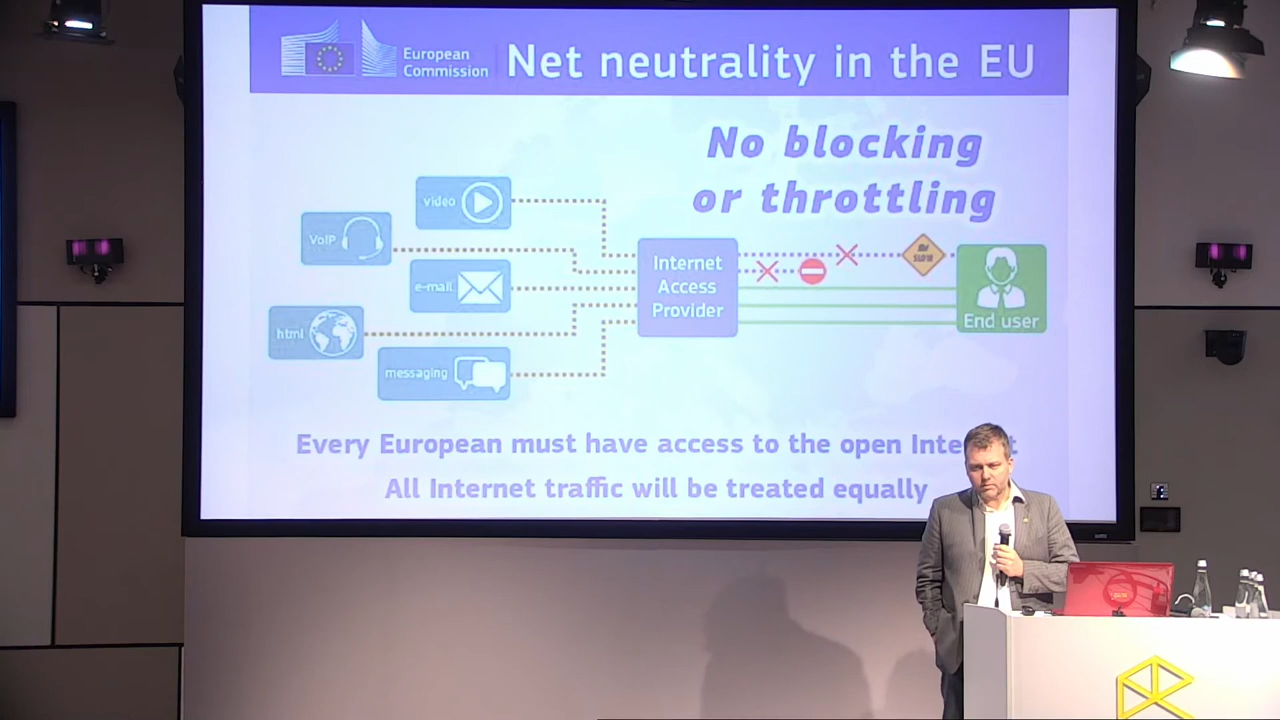 European
Commission
Net neutrality in the EU
No blocking
or throttling
video
VoIP
e-mail
html
messaging
Internet
Access
Provider
SLOW
End user
Every European must have access to the open
All Internet traffic will be treated equally